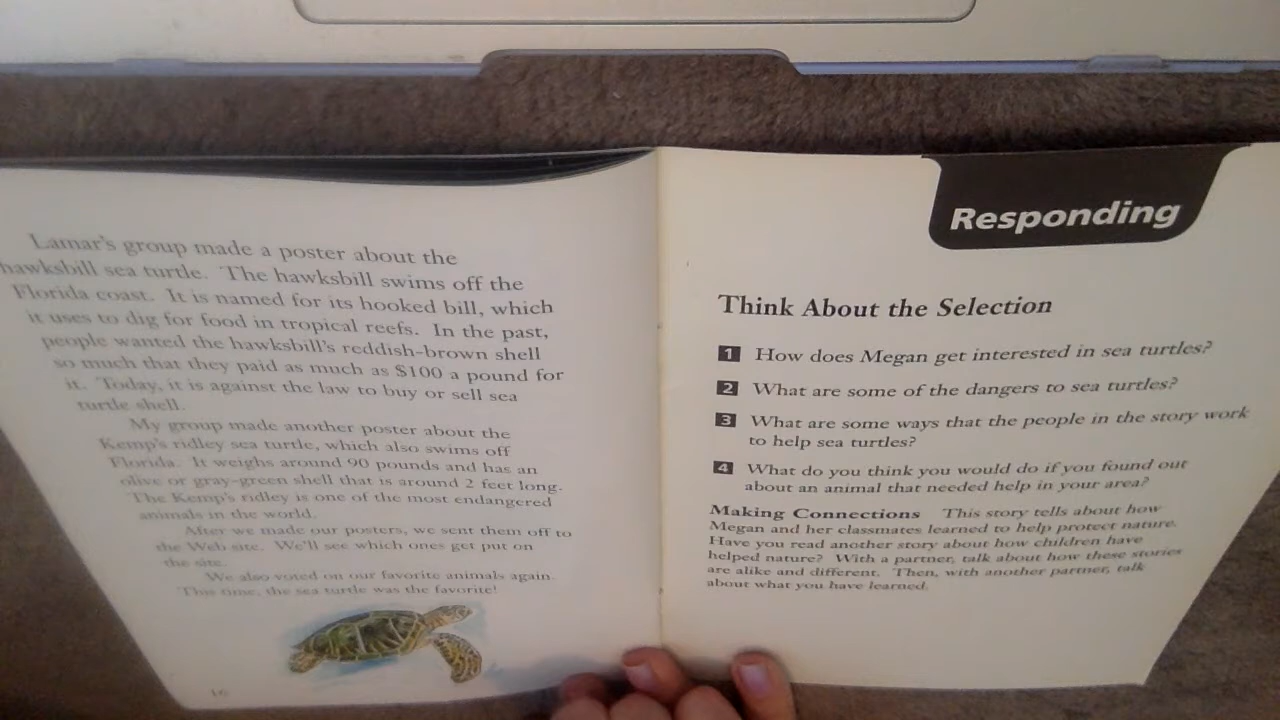 Lamar's group made a poster about the
hawksbill sea turtle. The hawksbill swims off the
Florida coast. It is named for its hooked bill, which
it uses to dig for food in tropical reefs. In the past,
people wanted the hawksbill's reddish-brown shell
so much that they paid as much as $100 a pound for
it. Today, it is against the law to buy or sell sea
turtle shell.
My group made another poster about the
Kemp's ridley sea turtle, which also swims off
Florida. It weighs around 90 pounds and has an
olive or gray-green shell that is around 2 feet long.
The Kemp's ridley is one of the most endangered
animals in the world.
After we made our posters, we sent them off to
the Web site. We'll see which ones get put on
the site.
We also voted on our favorite animals again.
This time, the sea turtle was the favorite!
16
Responding
Think About the Selection
1 How does Megan get interested in sea turtles?
2 What are some of the dangers to sea turtles?
3 What are some ways that the people in the story work
to help sea turtles?
4 What do you think you would do if you found out
about an animal that needed help in your area?
Making Connections This story tells about how
Megan and her classmates learned to help protect nature.
Have you read another story about how children have
helped nature? With a partner, talk about how these stories
are alike and different. Then, with another partner, talk
about what you have learned.